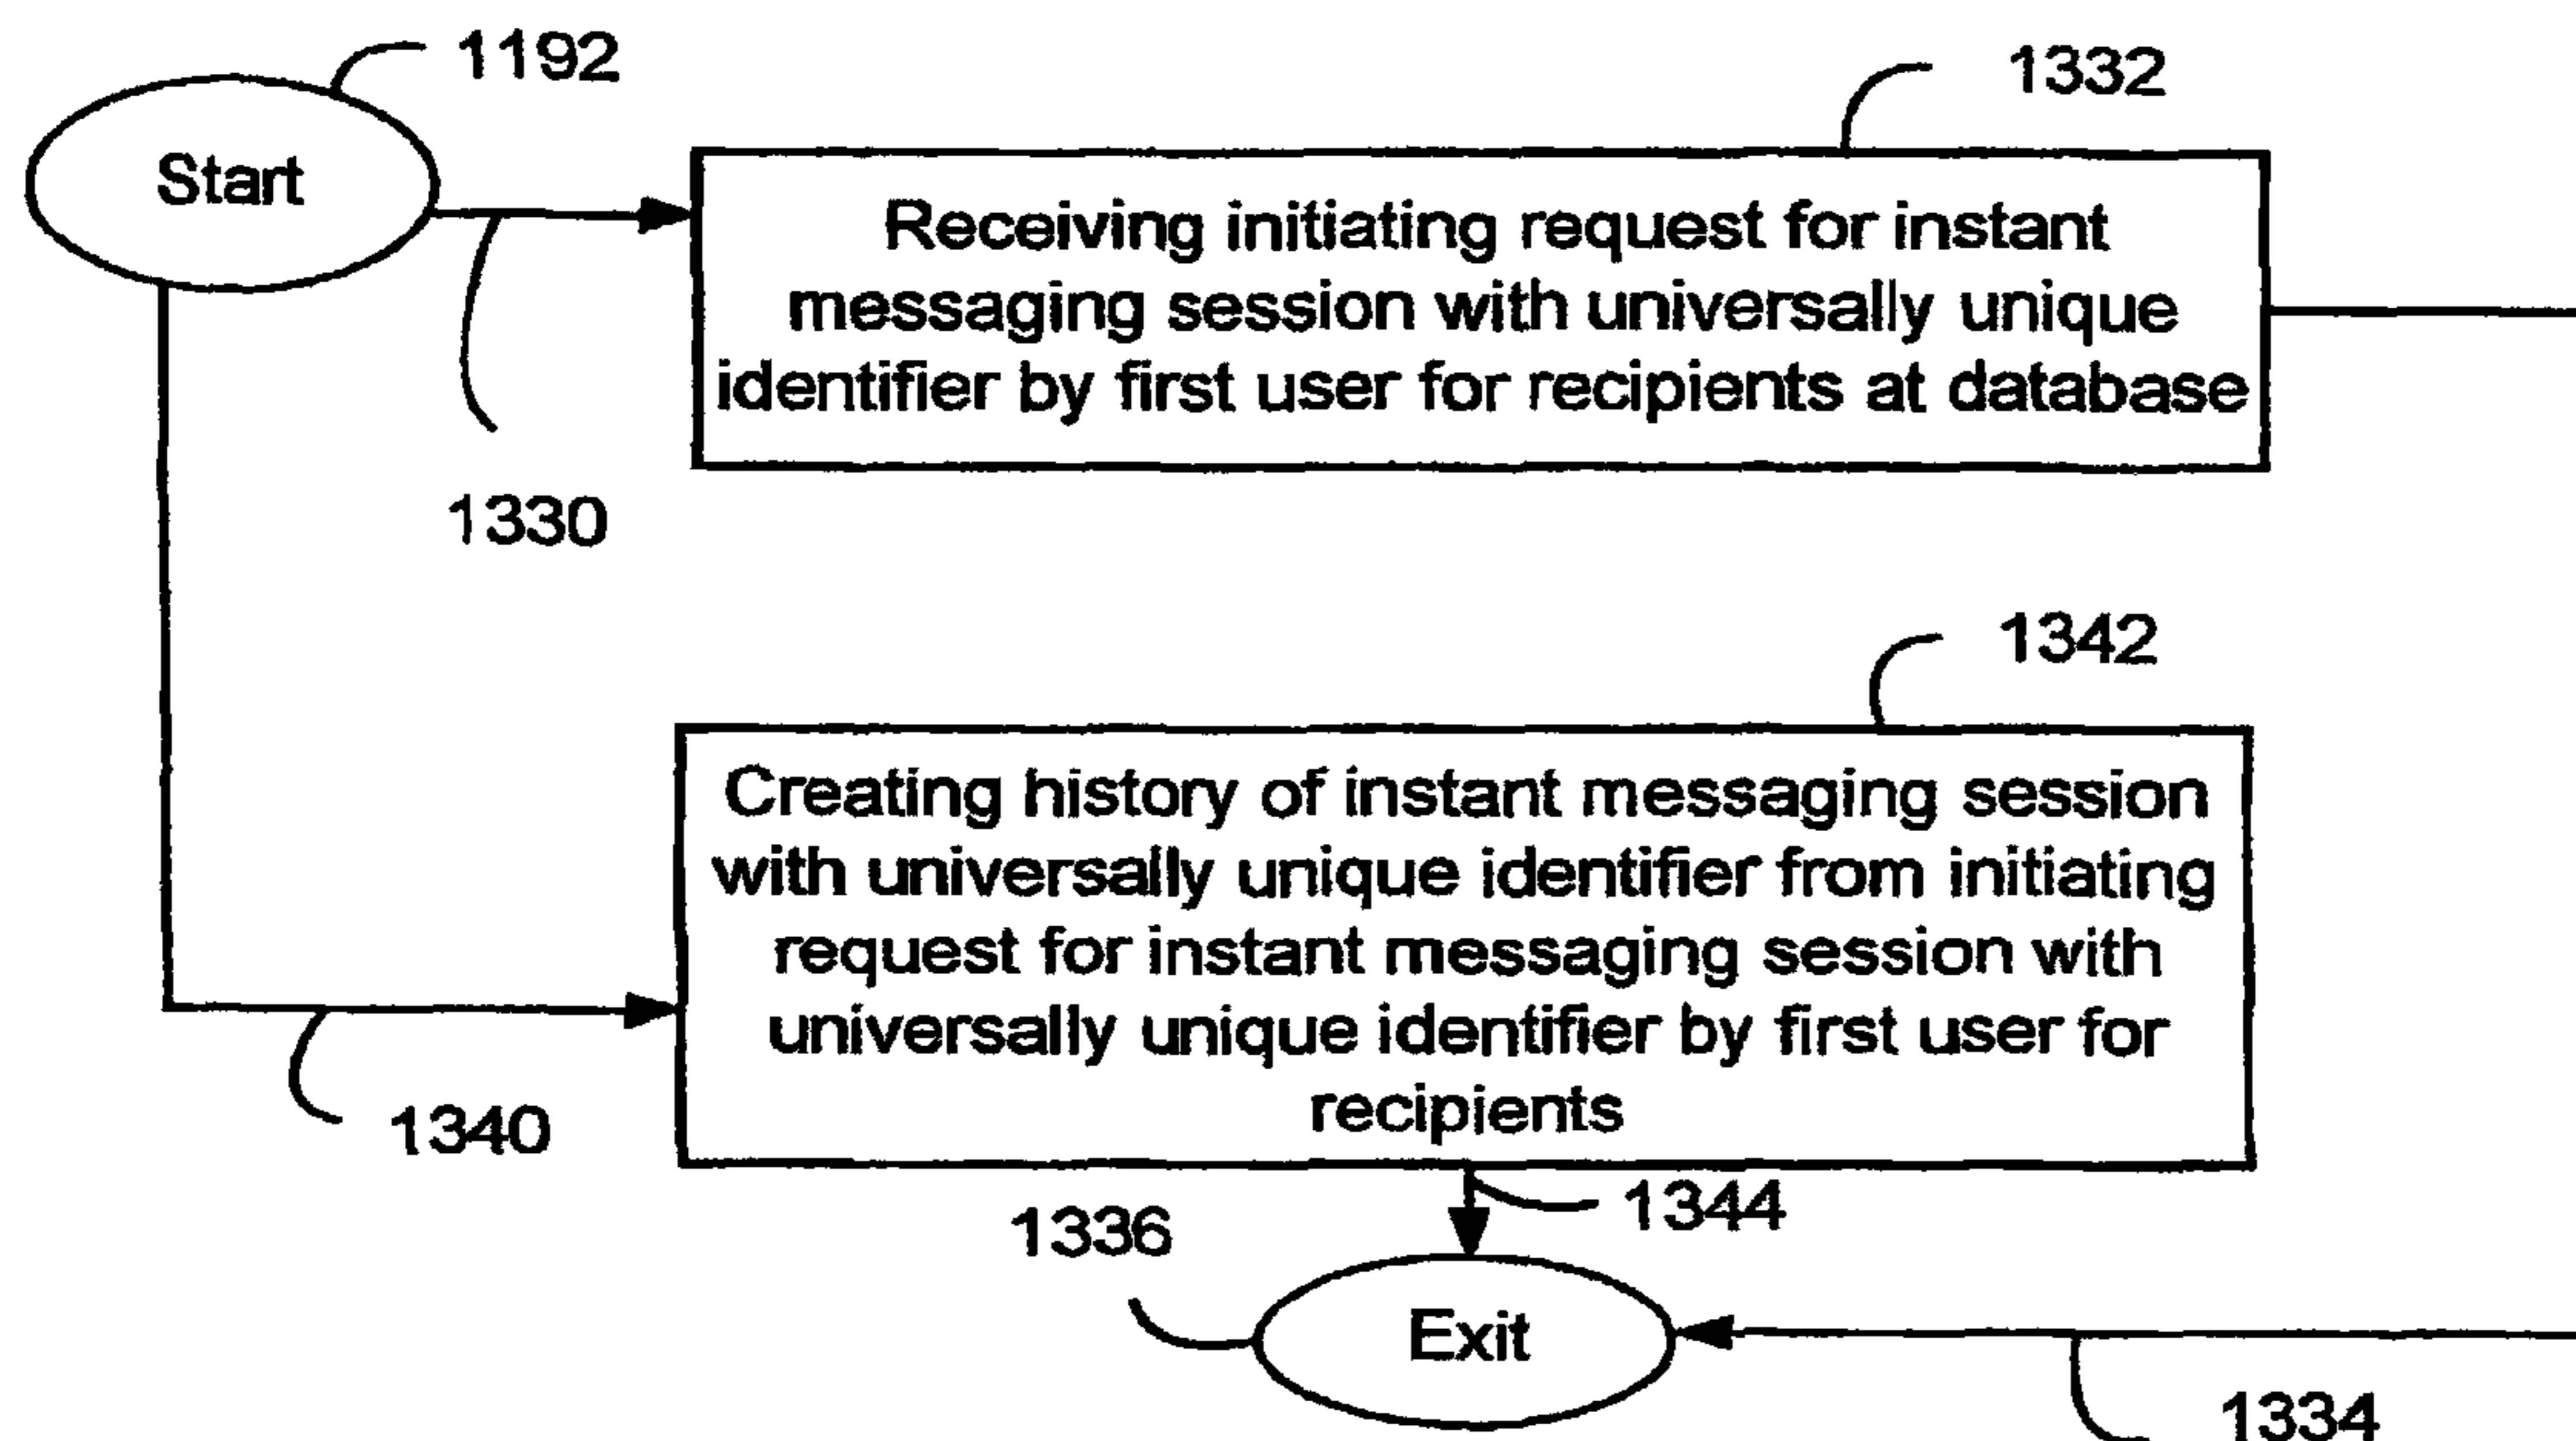 1192
Start
1332
Receiving initiating request for instant
messaging session with universally unique
identifier by first user for recipients at database
1330
1342
Creating history of instant messaging session
with universally unique identifier from initiating
request for instant messaging session with
universally unique identifier by first user for
recipients
1340
1344
1336
Exit
1334